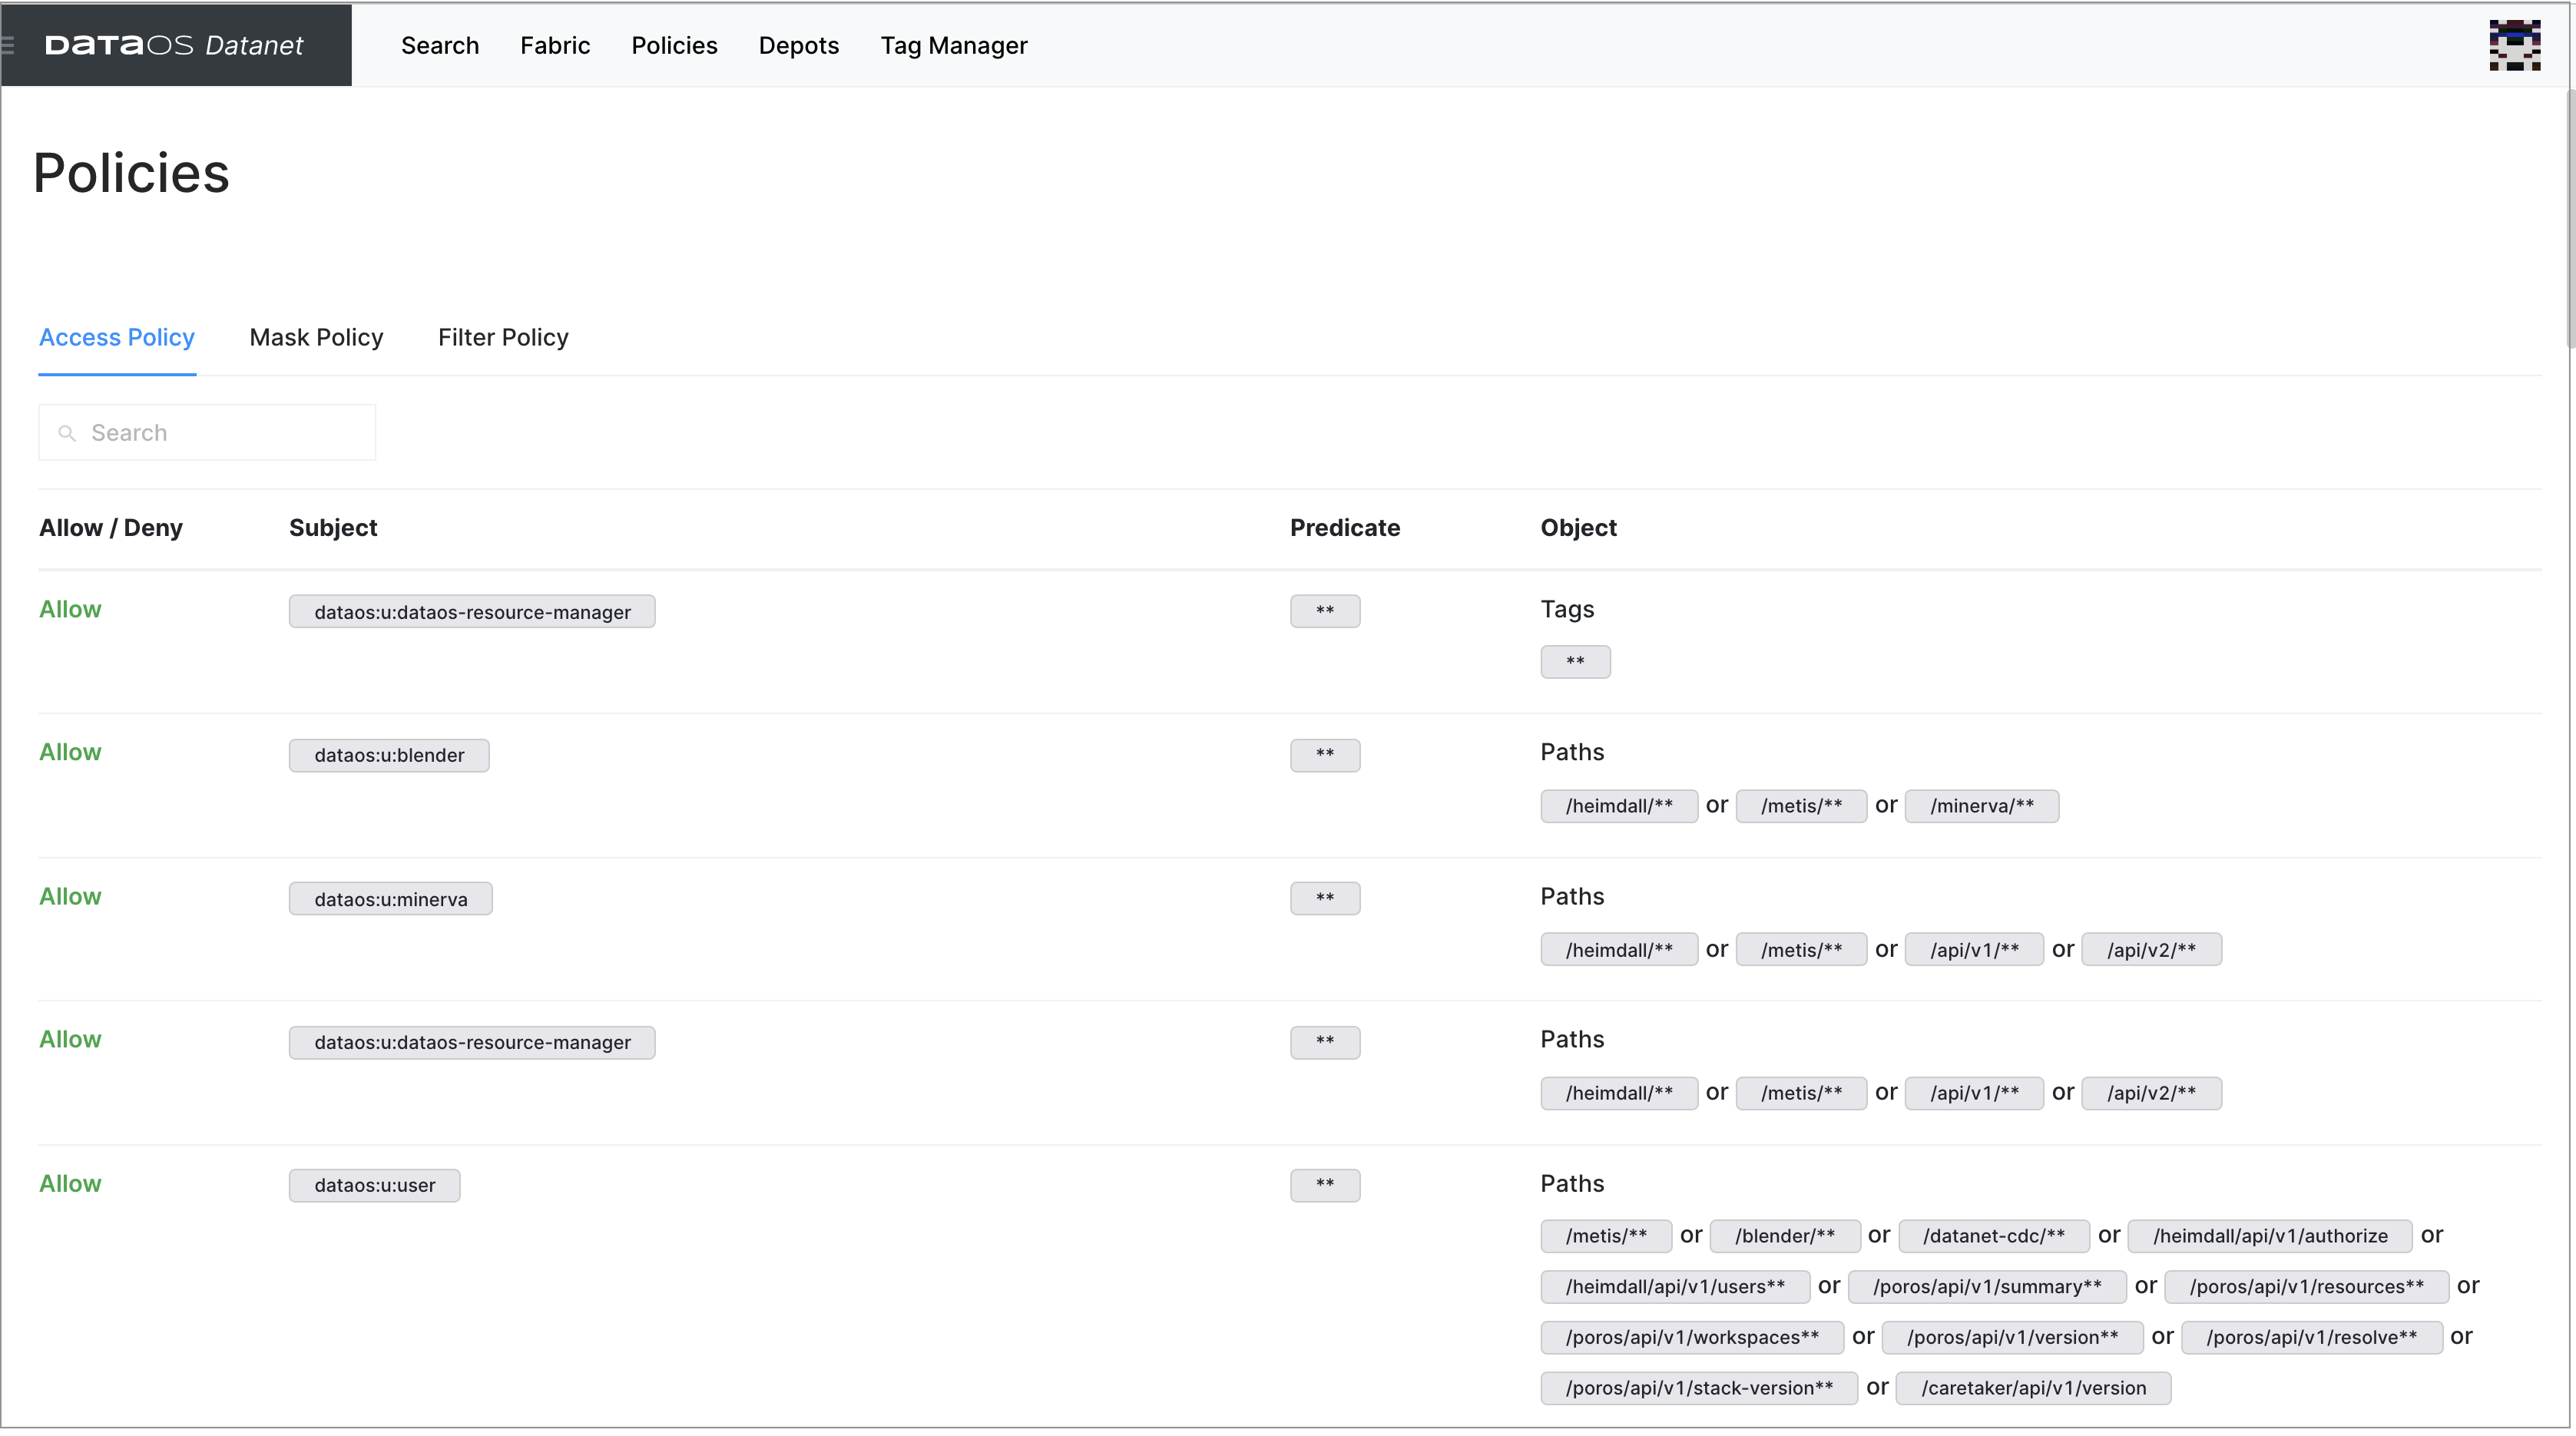 DATAOS Datanet Search Fabric Policies Depots Tag Manager
Policies
Access Policy Mask Policy Filter Policy
Search
Allow / Deny Subject Predicate Object
Allow dataos:u:dataos-resource-manager ** Tags
**
Allow dataos:u:blender ** Paths
/heimdall/** or /metis/** or /minerva/**
Allow dataos:u:minerva ** Paths
/heimdall/** or /metis/** or /api/v1/** or /api/v2/**
Allow dataos:u:dataos-resource-manager ** Paths
/heimdall/** or /metis/** or /api/v1/** or /api/v2/**
Allow dataos:u:user ** Paths
/metis/** or /blender/** or /datanet-cdc/** or /heimdall/api/v1/authorize or
/heimdall/api/v1/users** or /poros/api/v1/summary** or /poros/api/v1/resources** or
/poros/api/v1/workspaces** or /poros/api/v1/version** or /poros/api/v1/resolve** or
/poros/api/v1/stack-version** or /caretaker/api/v1/version